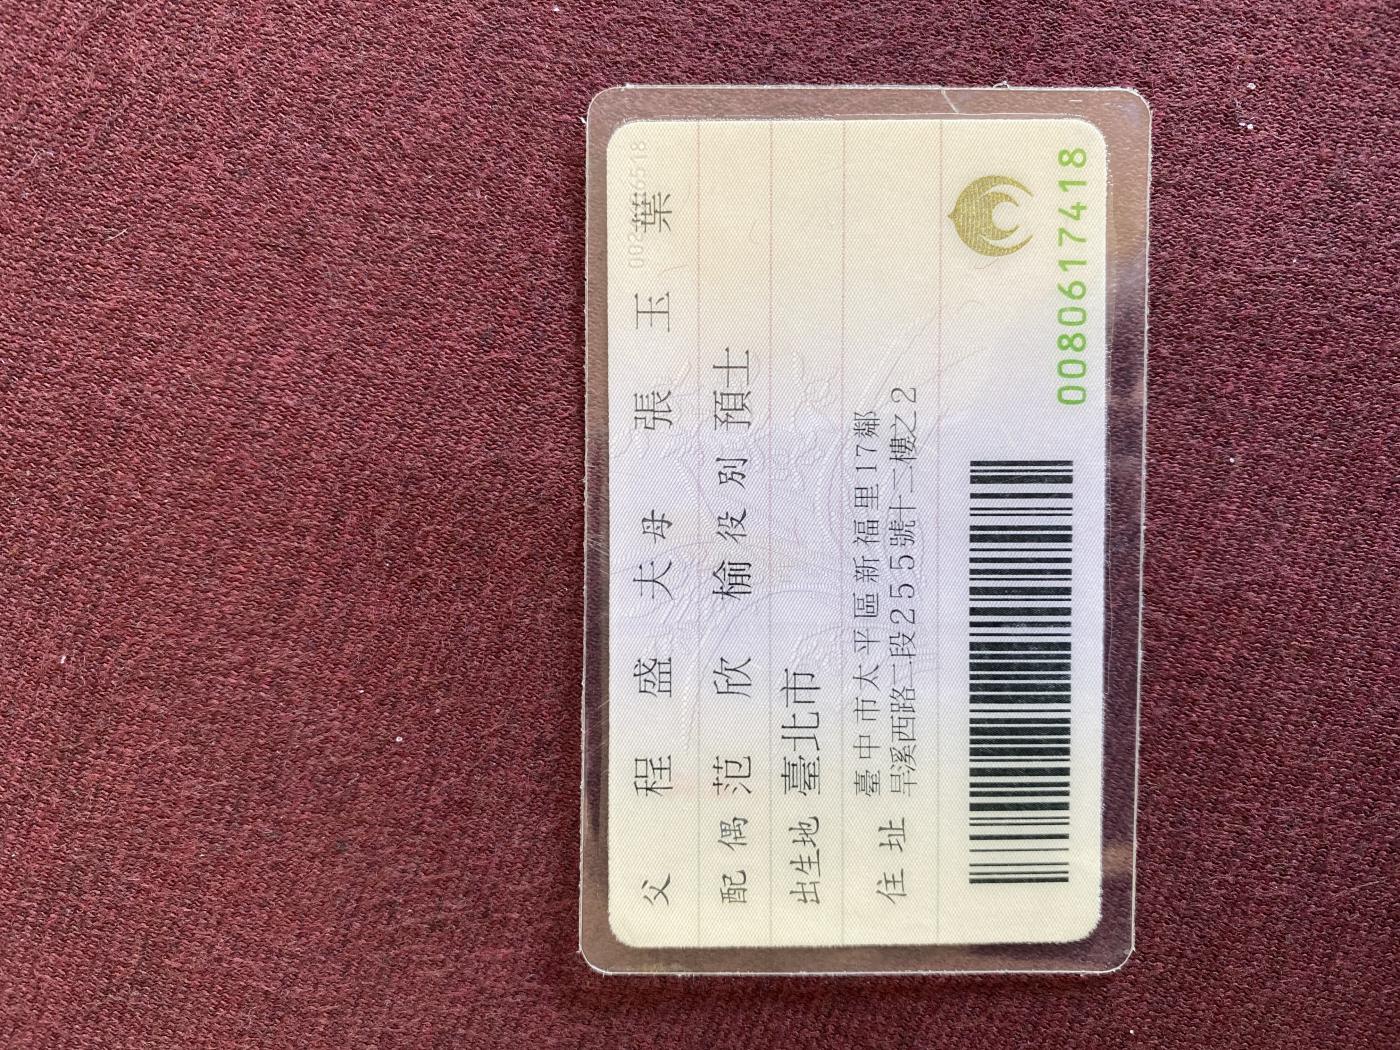 父 程盛夫 母 張玉葉
配偶 范欣榆 役別 預士
出生地 臺北市
住址 臺中市太平區新福里17鄰
旱溪西路二段255號十二樓之2
0080617418